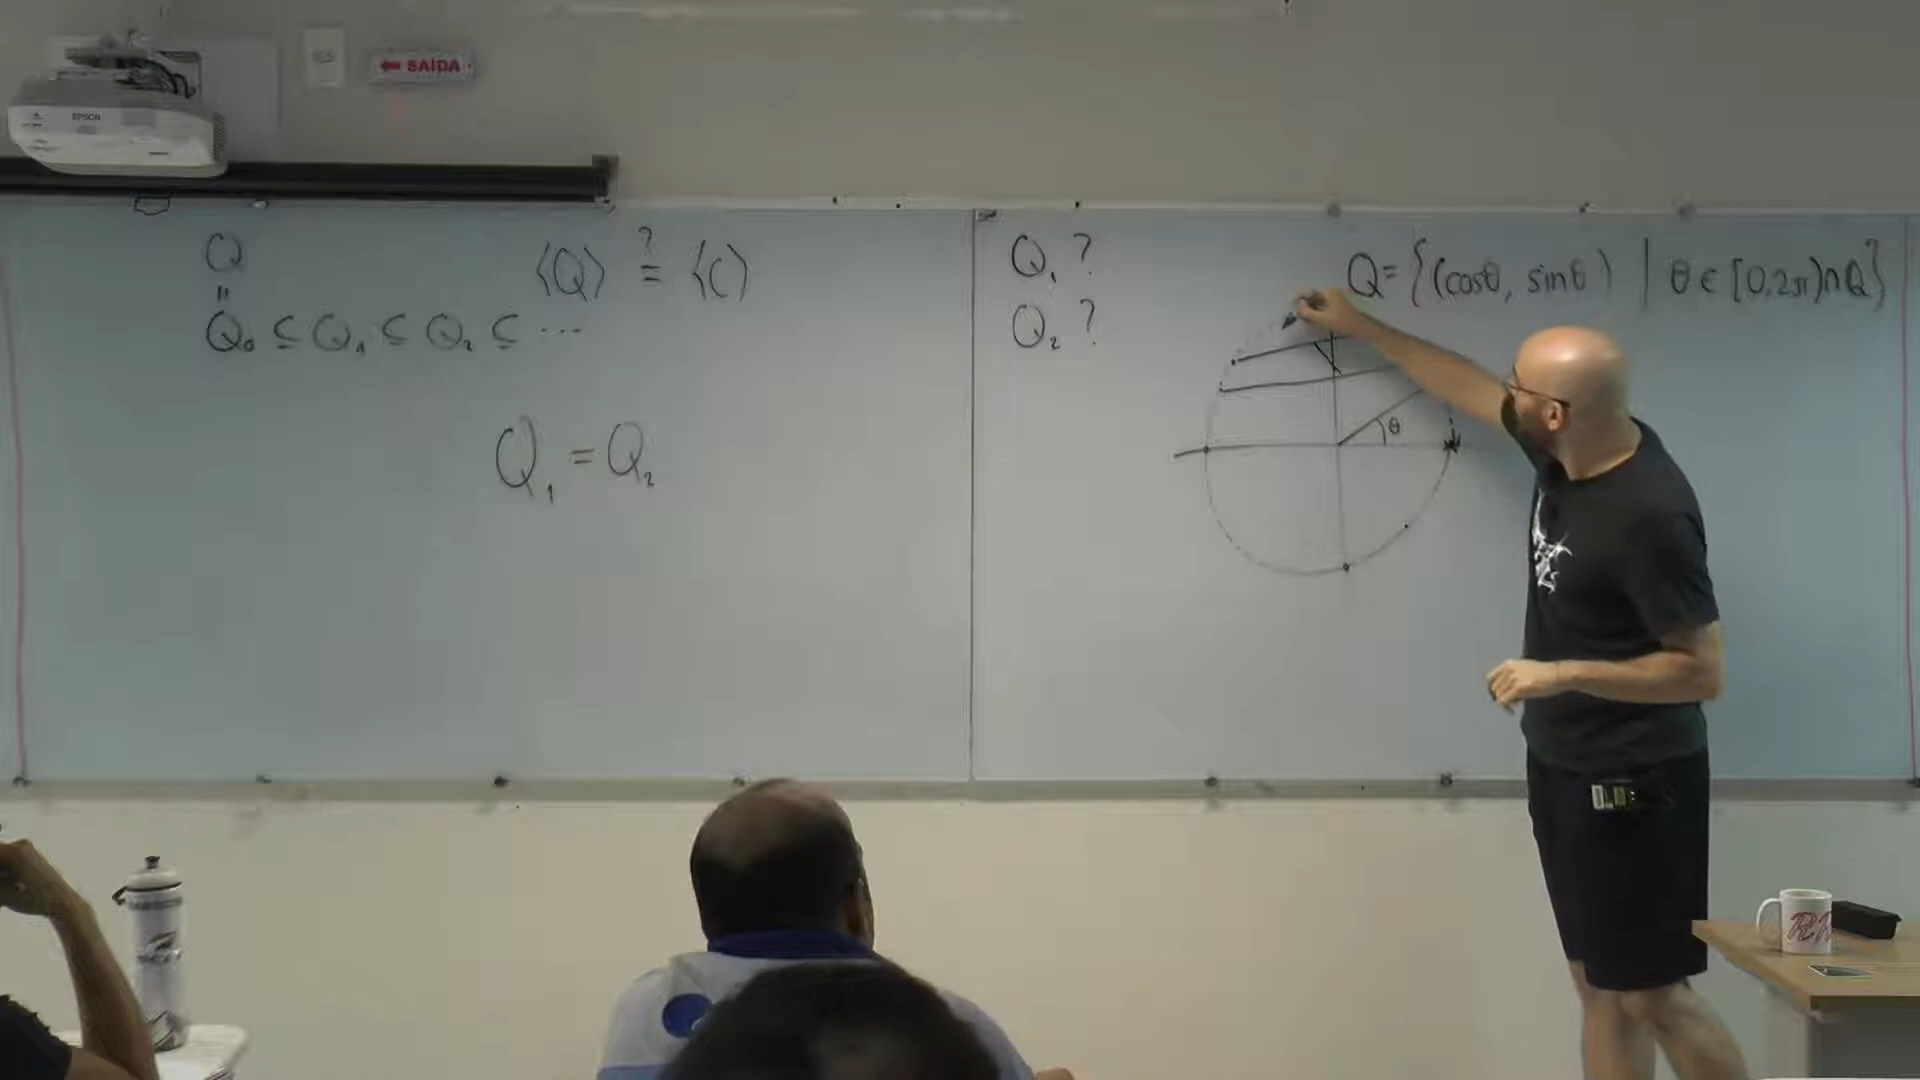 SAÍDA
EPSON
Q
=
Q₀ ⊆ Q₁ ⊆ Q₂ ⊆ ...
⟨Q⟩ ?= ⟨C⟩
Q₁ = Q₂
Q₁ ?
Q₂ ?
Q = {(cosθ, sinθ) | θ ∈ [0,2π)∩Q}
θ